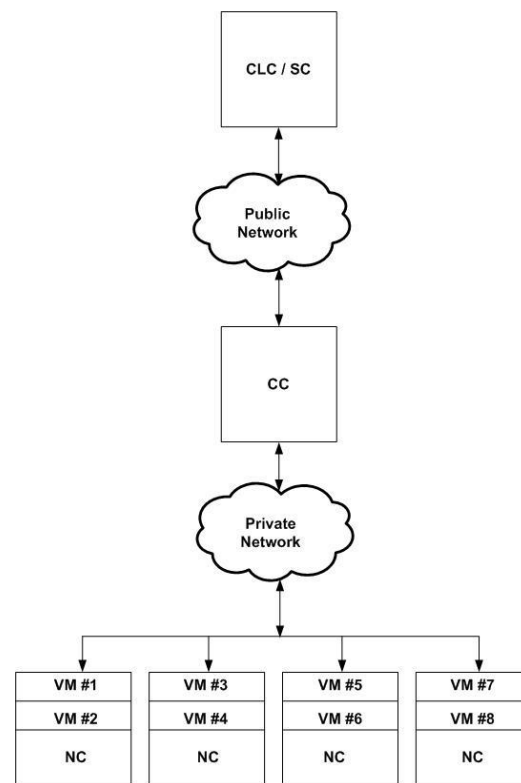 CLC / SC
Public
Network
CC
Private
Network
VM #1
VM #3
VM #5
VM #7
VM #2
VM #4
VM #6
VM #8
NC
NC
NC
NC